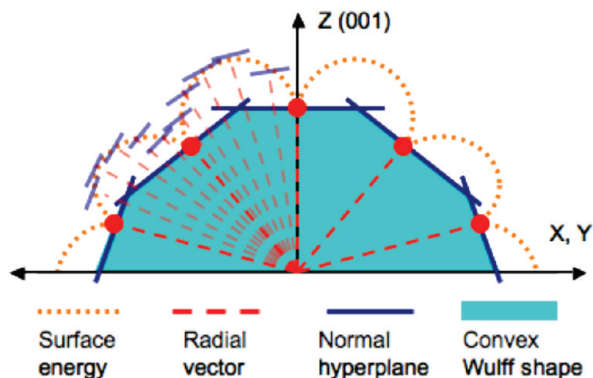 Z (001)
X, Y
Surface energy
Radial vector
Normal hyperplane
Convex Wulff shape